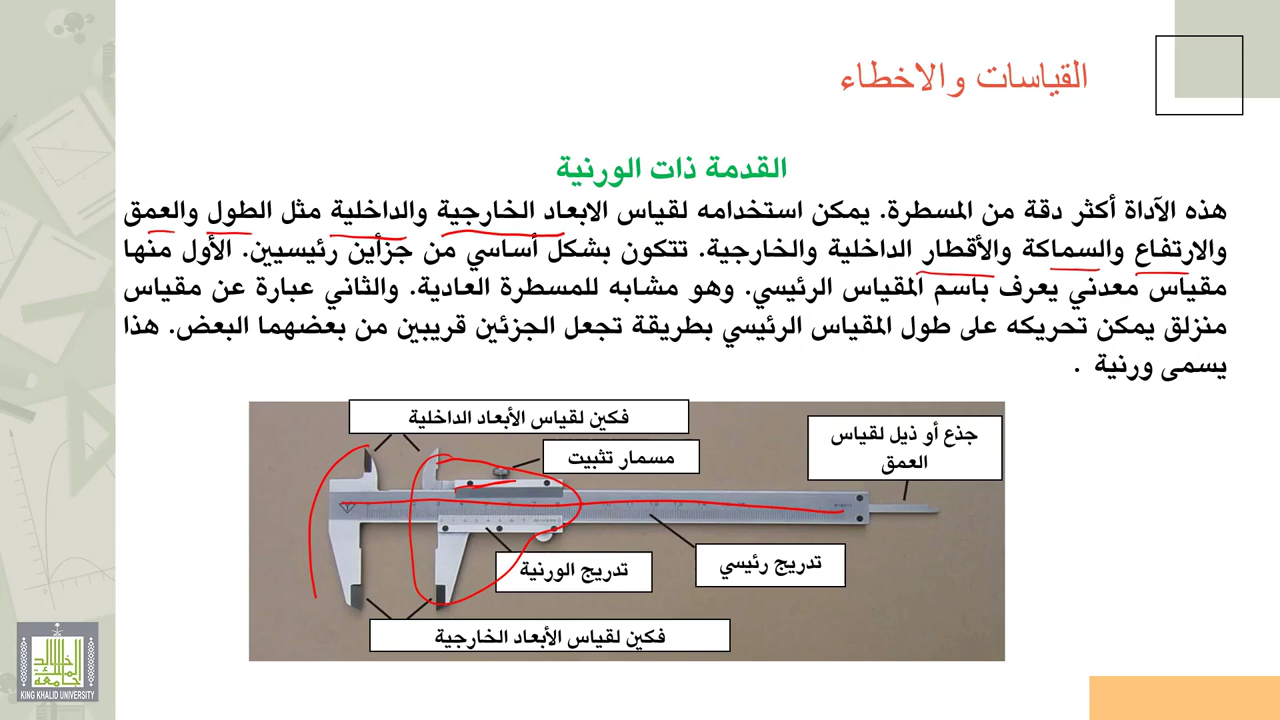 القياسات والاخطاء
القدمة ذات الورنية
هذه الآداة أكثر دقة من المسطرة. يمكن استخدامه لقياس الابعاد الخارجية والداخلية مثل الطول والعمق
والارتفاع والسماكة والأقطار الداخلية والخارجية. تتكون بشكل أساسي من جزأين رئيسيين. الأول منها
مقياس معدني يعرف باسم المقياس الرئيسي. وهو مشابه للمسطرة العادية. والثاني عبارة عن مقياس
منزلق يمكن تحريكه على طول المقياس الرئيسي بطريقة تجعل الجزئين قريبين من بعضهما البعض. هذا
يسمى ورنية .
فكين لقياس الأبعاد الداخلية
جذع أو ذيل لقياس
العمق
مسمار تثبيت
تدريج رئيسي
تدريج الورنية
فكين لقياس الأبعاد الخارجية
جامعة الملك خالد
KING KHALID UNIVERSITY